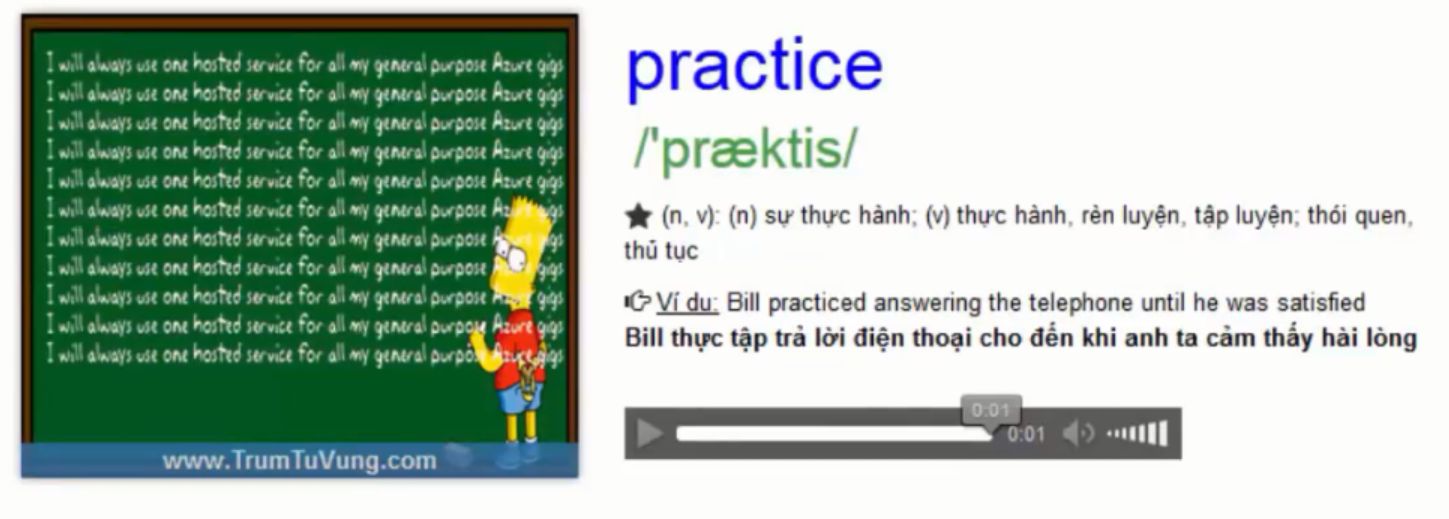 I will always use one hosted service for all my general purpose Azure gigs
I will always use one hosted service for all my general purpose Azure gigs
I will always use one hosted service for all my general purpose Azure gigs
I will always use one hosted service for all my general purpose Azure gigs
I will always use one hosted service for all my general purpose Azure gigs
I will always use one hosted service for all my general purpose Azure gigs
I will always use one hosted service for all my general purpose Azure gigs
I will always use one hosted service for all my general purpose Azure gigs
I will always use one hosted service for all my general purpose Azure gigs
I will always use one hosted service for all my general purpose Azure gigs
I will always use one hosted service for all my general purpose Azure gigs
www.TrumTuVung.com
practice
/'præktis/
★ (n, v): (n) sự thực hành; (v) thực hành, rèn luyện, tập luyện; thói quen,
thủ tục
Ví dụ: Bill practiced answering the telephone until he was satisfied
Bill thực tập trả lời điện thoại cho đến khi anh ta cảm thấy hài lòng
0:01
0:01